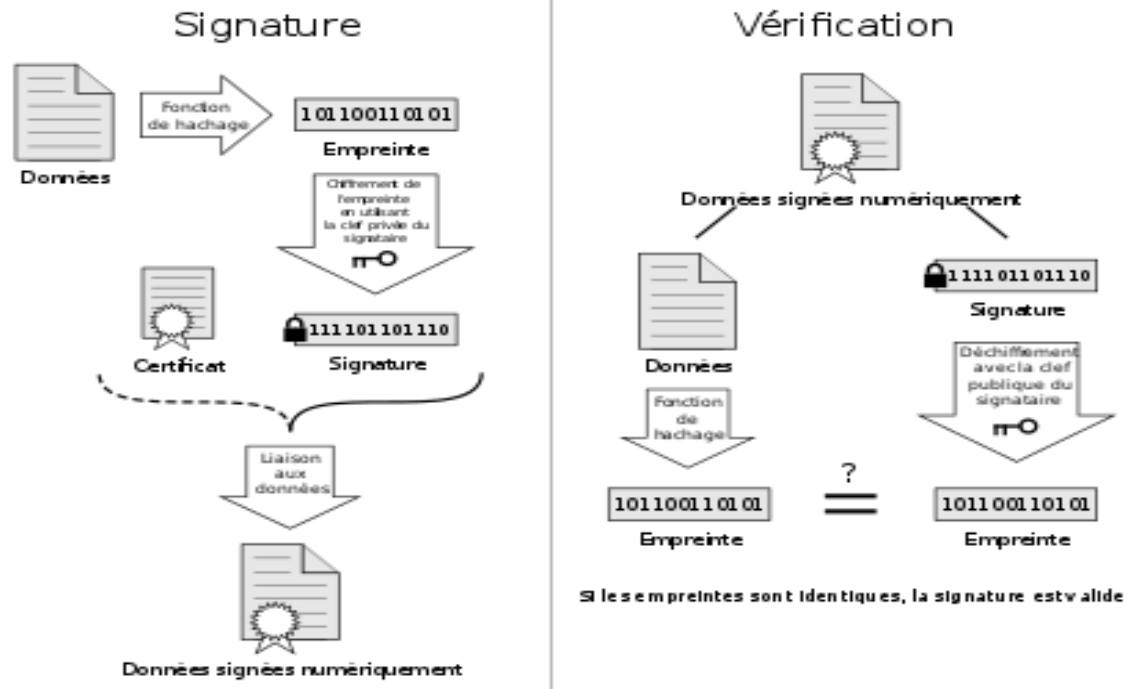 Signature
Fonction
de hachage
101100110101
Empreinte
Données
Chiffrement de
l'empreinte
en utilisant
la clef privée du
signataire
Certificat
111101101110
Signature
Liaison
aux
données
Données signées numériquement
Vérification
Données signées numériquement
Données
111101101110
Signature
Fonction
de
hachage
Déchiffrement
avec la clef
publique du
signataire
101100110101
Empreinte
?
101100110101
Empreinte
Si les empreintes sont identiques, la signature est valide